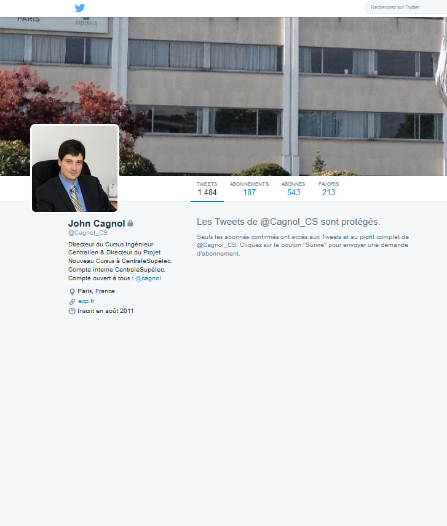 PARIS
Recherchez sur Twitter
TWEETS ABONNEMENTS ABONNÉS FAVORIS
1 484 187 543 213
John Cagnol
@Cagnol_CS
Directeur du Cursus Ingénieur
Centralien & Directeur du Projet
Nouveau Cursus à CentraleSupélec.
Compte interne CentraleSupélec.
Compte ouvert à tous : @cagnol
Paris, France
ecp.fr
Inscrit en août 2011
Les Tweets de @Cagnol_CS sont protégés.
Seuls les abonnés confirmés ont accès aux Tweets et au profil complet de
@Cagnol_CS. Cliquez sur le bouton "Suivre" pour envoyer une demande
d'abonnement.